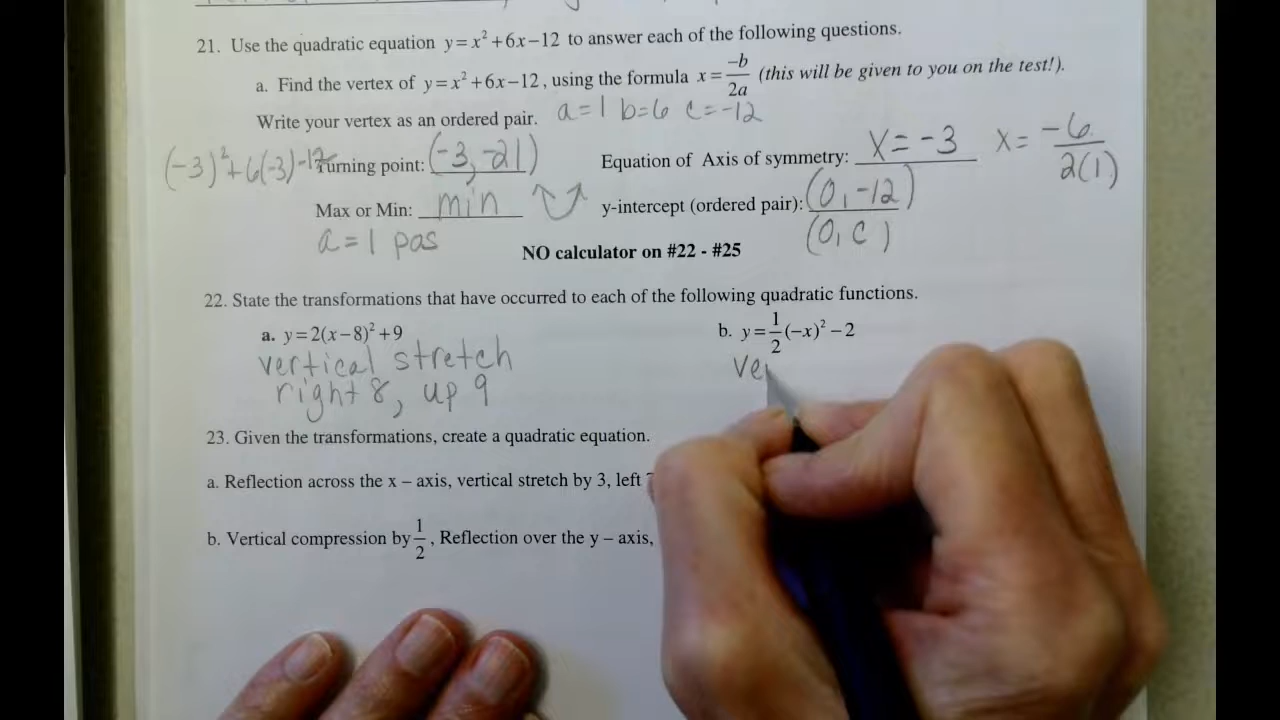 21. Use the quadratic equation y=x²+6x−12 to answer each of the following questions.
a. Find the vertex of y=x²+6x−12, using the formula x=−b/2a (this will be given to you on the test!).
Write your vertex as an ordered pair. a=1 b=6 c=-12
(-3)²+6(-3)-12
Turning point: (-3, -21)
Equation of Axis of symmetry: x=-3 x=-6/2(1)
Max or Min: min
y-intercept (ordered pair): (0, -12)
a=1 pos
(0, c)
NO calculator on #22 - #25
22. State the transformations that have occurred to each of the following quadratic functions.
a. y=2(x−8)²+9
b. y=1/2(−x)²−2
vertical stretch
right 8, up 9
ver
23. Given the transformations, create a quadratic equation.
a. Reflection across the x – axis, vertical stretch by 3, left
b. Vertical compression by 1/2, Reflection over the y – axis,